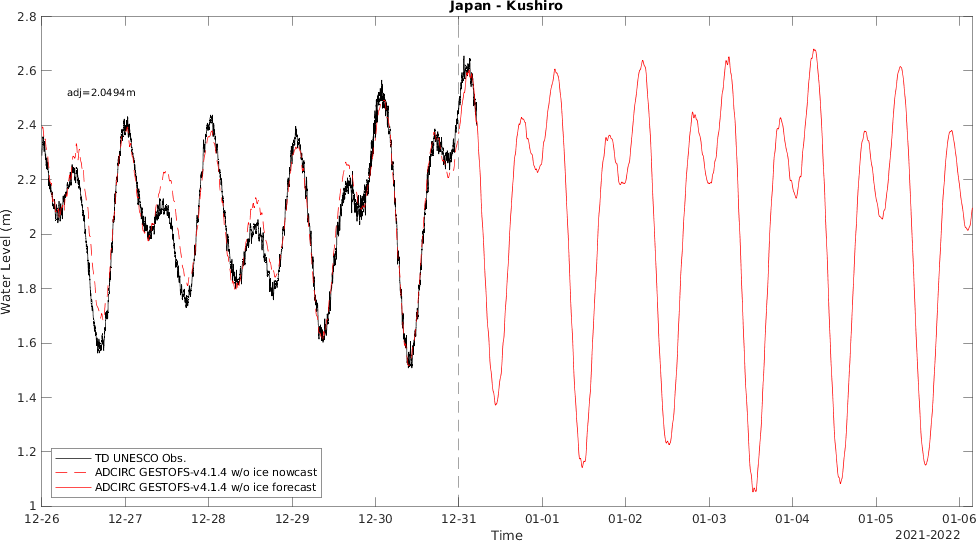 Japan - Kushiro
Water Level (m)
2.8
2.6
2.4
2.2
2
1.8
1.6
1.4
1.2
1
adj=2.0494m
TD UNESCO Obs.
ADCIRC GESTOFS-v4.1.4 w/o ice nowcast
ADCIRC GESTOFS-v4.1.4 w/o ice forecast
12-26 12-27 12-28 12-29 12-30 12-31 01-01 01-02 01-03 01-04 01-05 01-06
Time
2021-2022